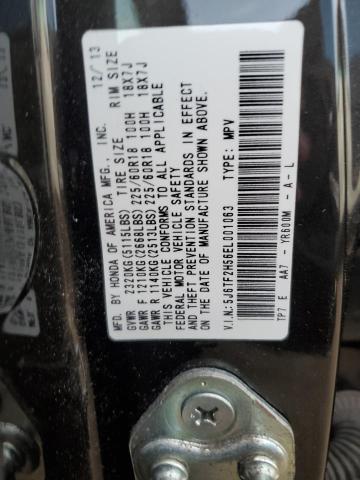 MFD. BY HONDA OF AMERICA MFG., INC. 12/13
TIRE SIZE RIM SIZE
GVWR 2320KG(5115LBS)
GAWR F 1210KG(2668LBS) 225/60R18 100H 18X7J
GAWR R 1140KG(2513LBS) 225/60R18 100H 18X7J
THIS VEHICLE CONFORMS TO ALL APPLICABLE
FEDERAL MOTOR VEHICLE SAFETY
AND THEFT PREVENTION STANDARDS IN EFFECT
ON THE DATE OF MANUFACTURE SHOWN ABOVE.
V.I.N:5J6TF2H56EL001063 TYPE: MPV
TP7 E AA7 - YR600M - A - L